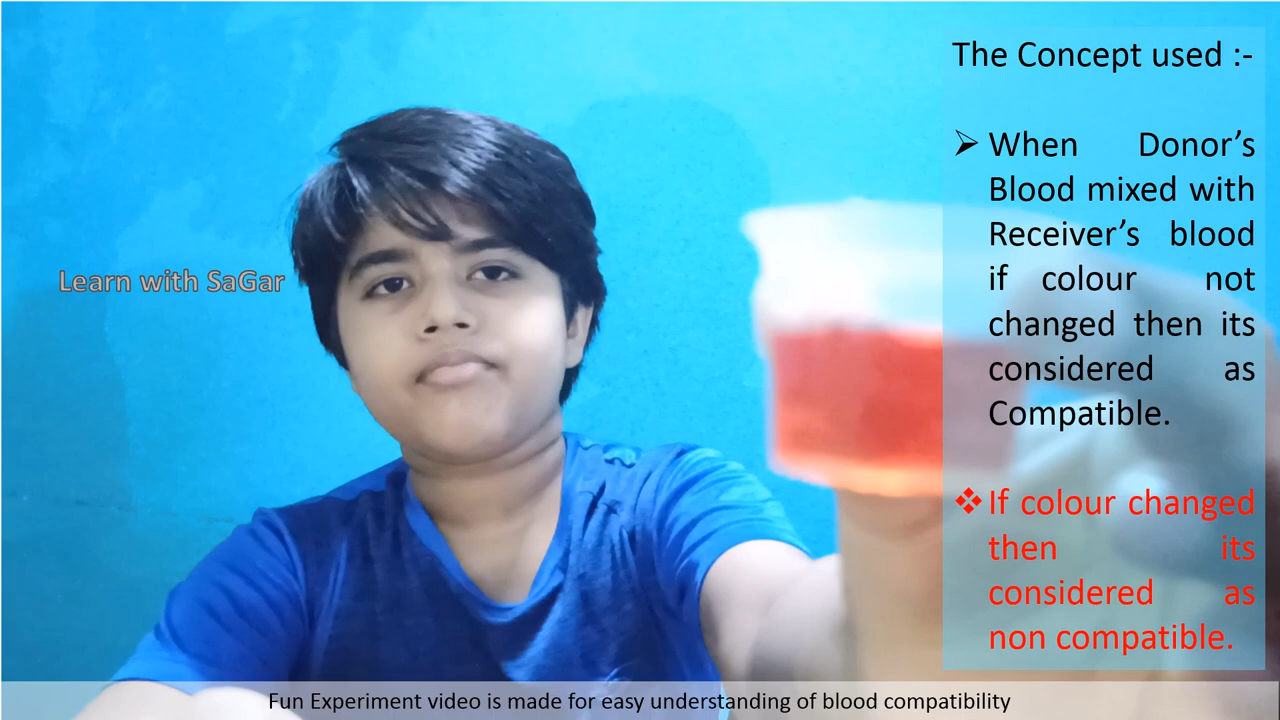 The Concept used :-
➢ When Donor's
Blood mixed with
Receiver's blood
if colour not
changed then its
considered as
Compatible.
❖ If colour changed
then its
considered as
non compatible.
Learn with SaGar
Fun Experiment video is made for easy understanding of blood compatibility